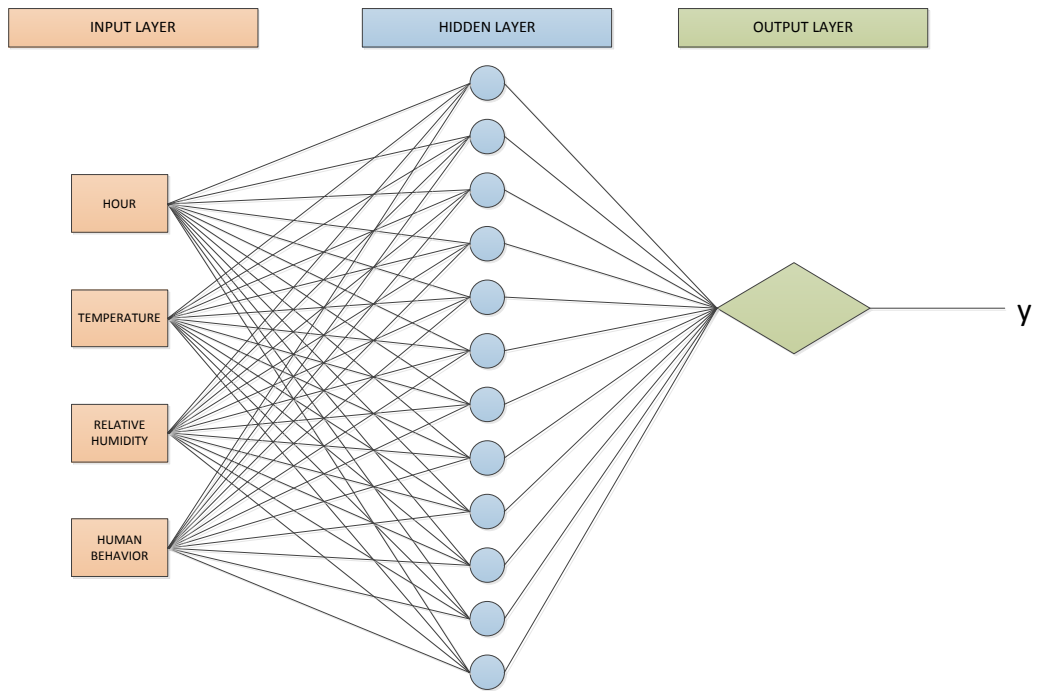 INPUT LAYER
HIDDEN LAYER
OUTPUT LAYER
HOUR
TEMPERATURE
RELATIVE
HUMIDITY
HUMAN
BEHAVIOR
y